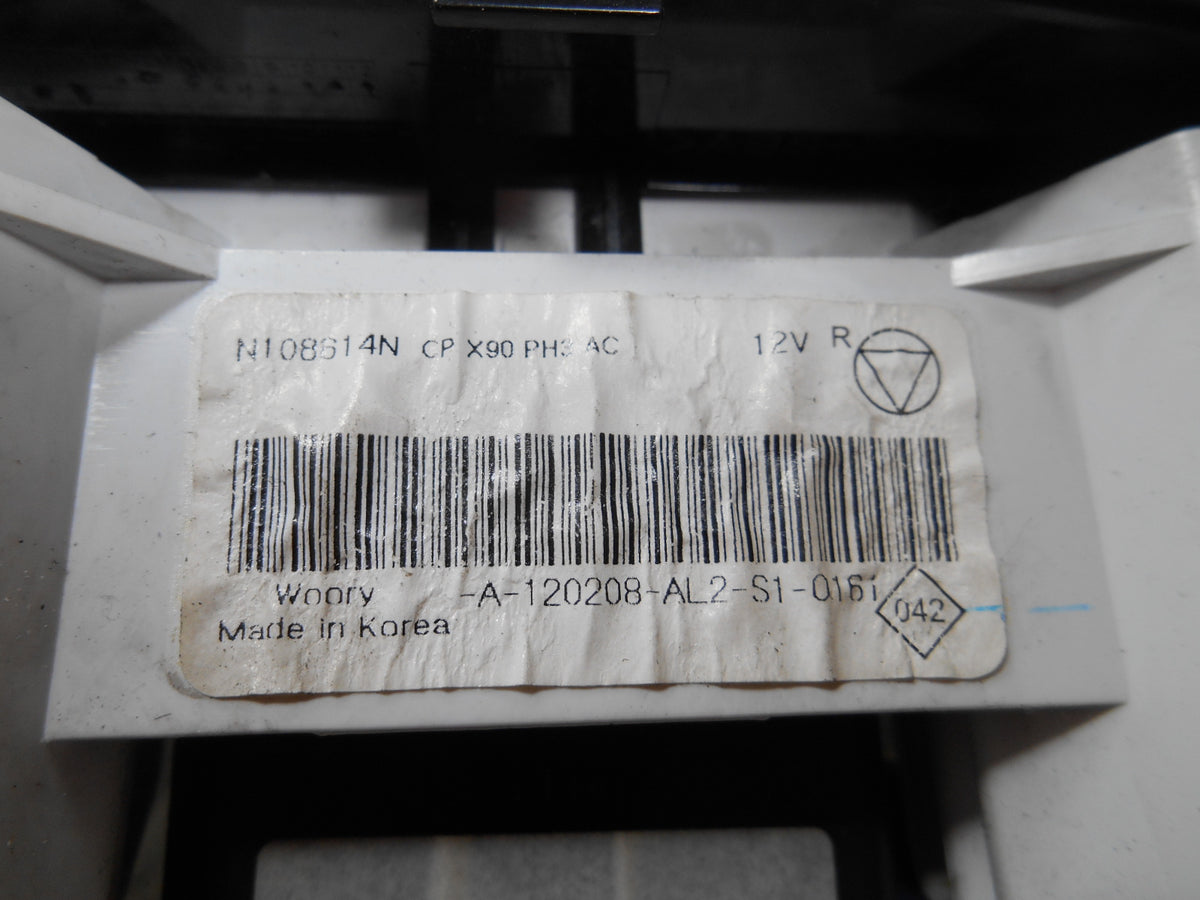 N108614N CP X90 PH3 AC 12V R
Woory -A-120208-AL2-S1-0161
042
Made in Korea